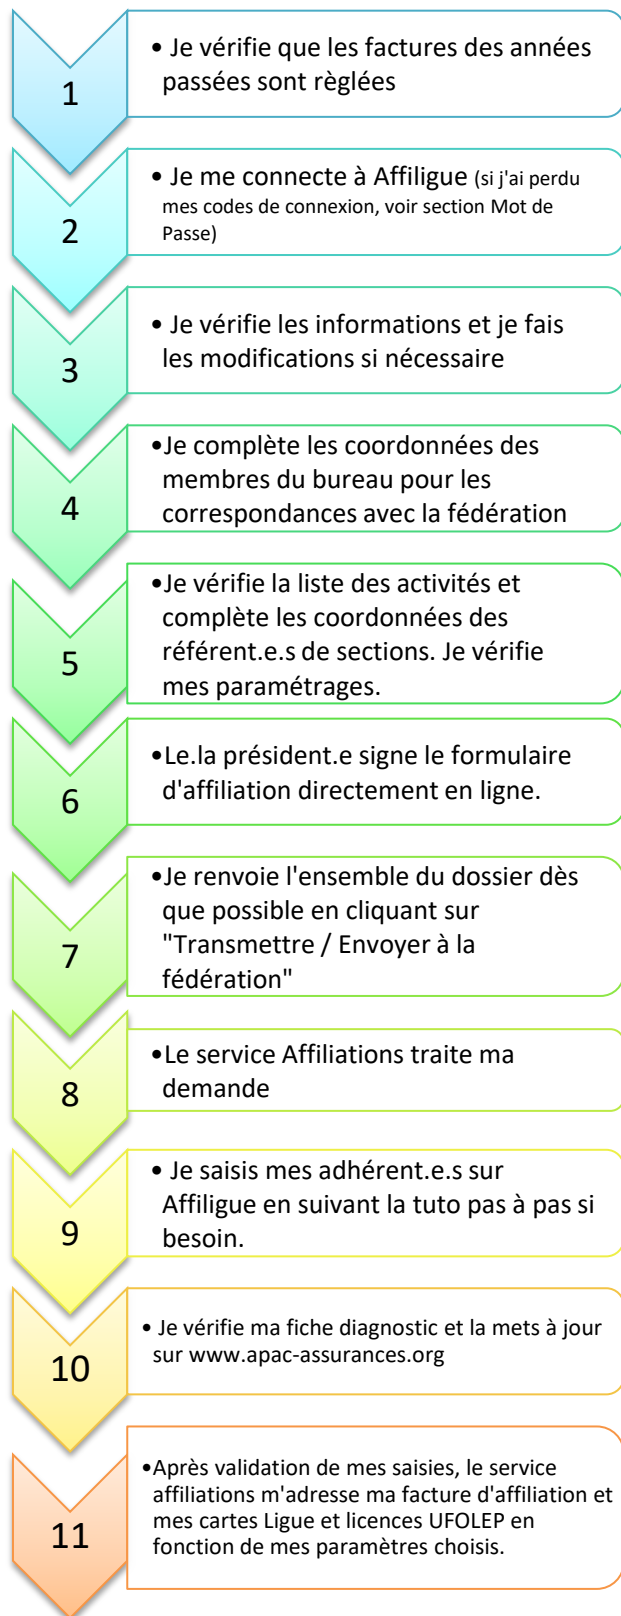 1
• Je vérifie que les factures des années
passées sont règlées
2
• Je me connecte à Affiligue (si j'ai perdu
mes codes de connexion, voir section Mot de
Passe)
3
• Je vérifie les informations et je fais
les modifications si nécessaire
4
•Je complète les coordonnées des
membres du bureau pour les
correspondances avec la fédération
5
•Je vérifie la liste des activités et
complète les coordonnées des
référent.e.s de sections. Je vérifie
mes paramétrages.
6
•Le.la président.e signe le formulaire
d'affiliation directement en ligne.
7
•Je renvoie l'ensemble du dossier dès
que possible en cliquant sur
"Transmettre / Envoyer à la
fédération"
8
•Le service Affiliations traite ma
demande
9
• Je saisis mes adhérent.e.s sur
Affiligue en suivant la tuto pas à pas si
besoin.
10
• Je vérifie ma fiche diagnostic et la mets à jour
sur www.apac-assurances.org
11
•Après validation de mes saisies, le service
affiliations m'adresse ma facture d'affiliation et
mes cartes Ligue et licences UFOLEP en
fonction de mes paramètres choisis.